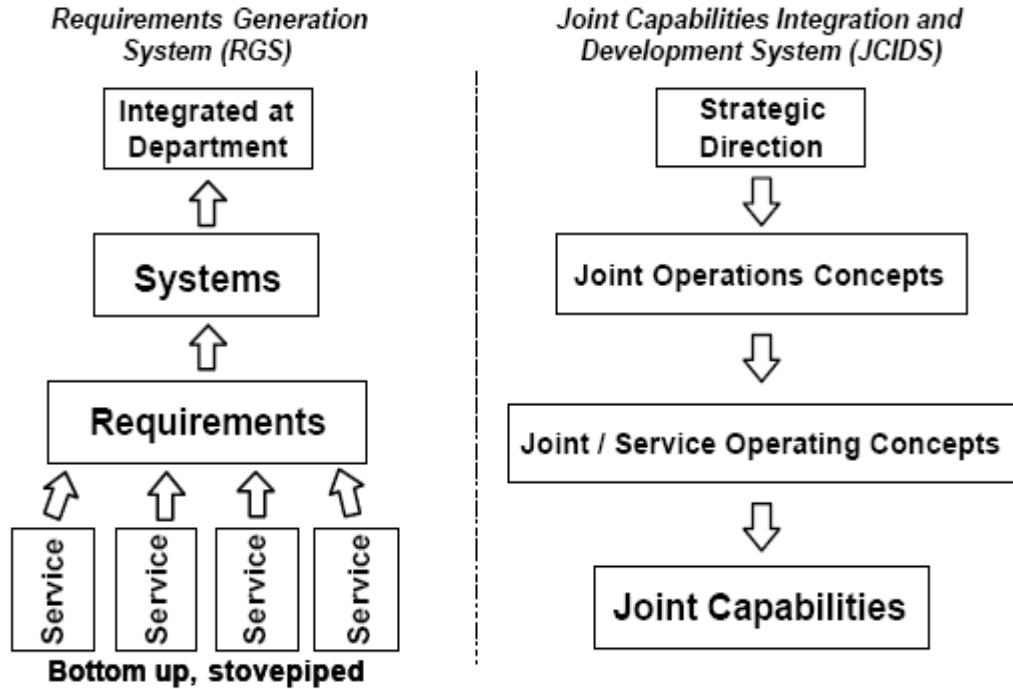 Requirements Generation
System (RGS)
Integrated at
Department
Systems
Requirements
Service
Service
Service
Service
Bottom up, stovepiped
Joint Capabilities Integration and
Development System (JCIDS)
Strategic
Direction
Joint Operations Concepts
Joint / Service Operating Concepts
Joint Capabilities